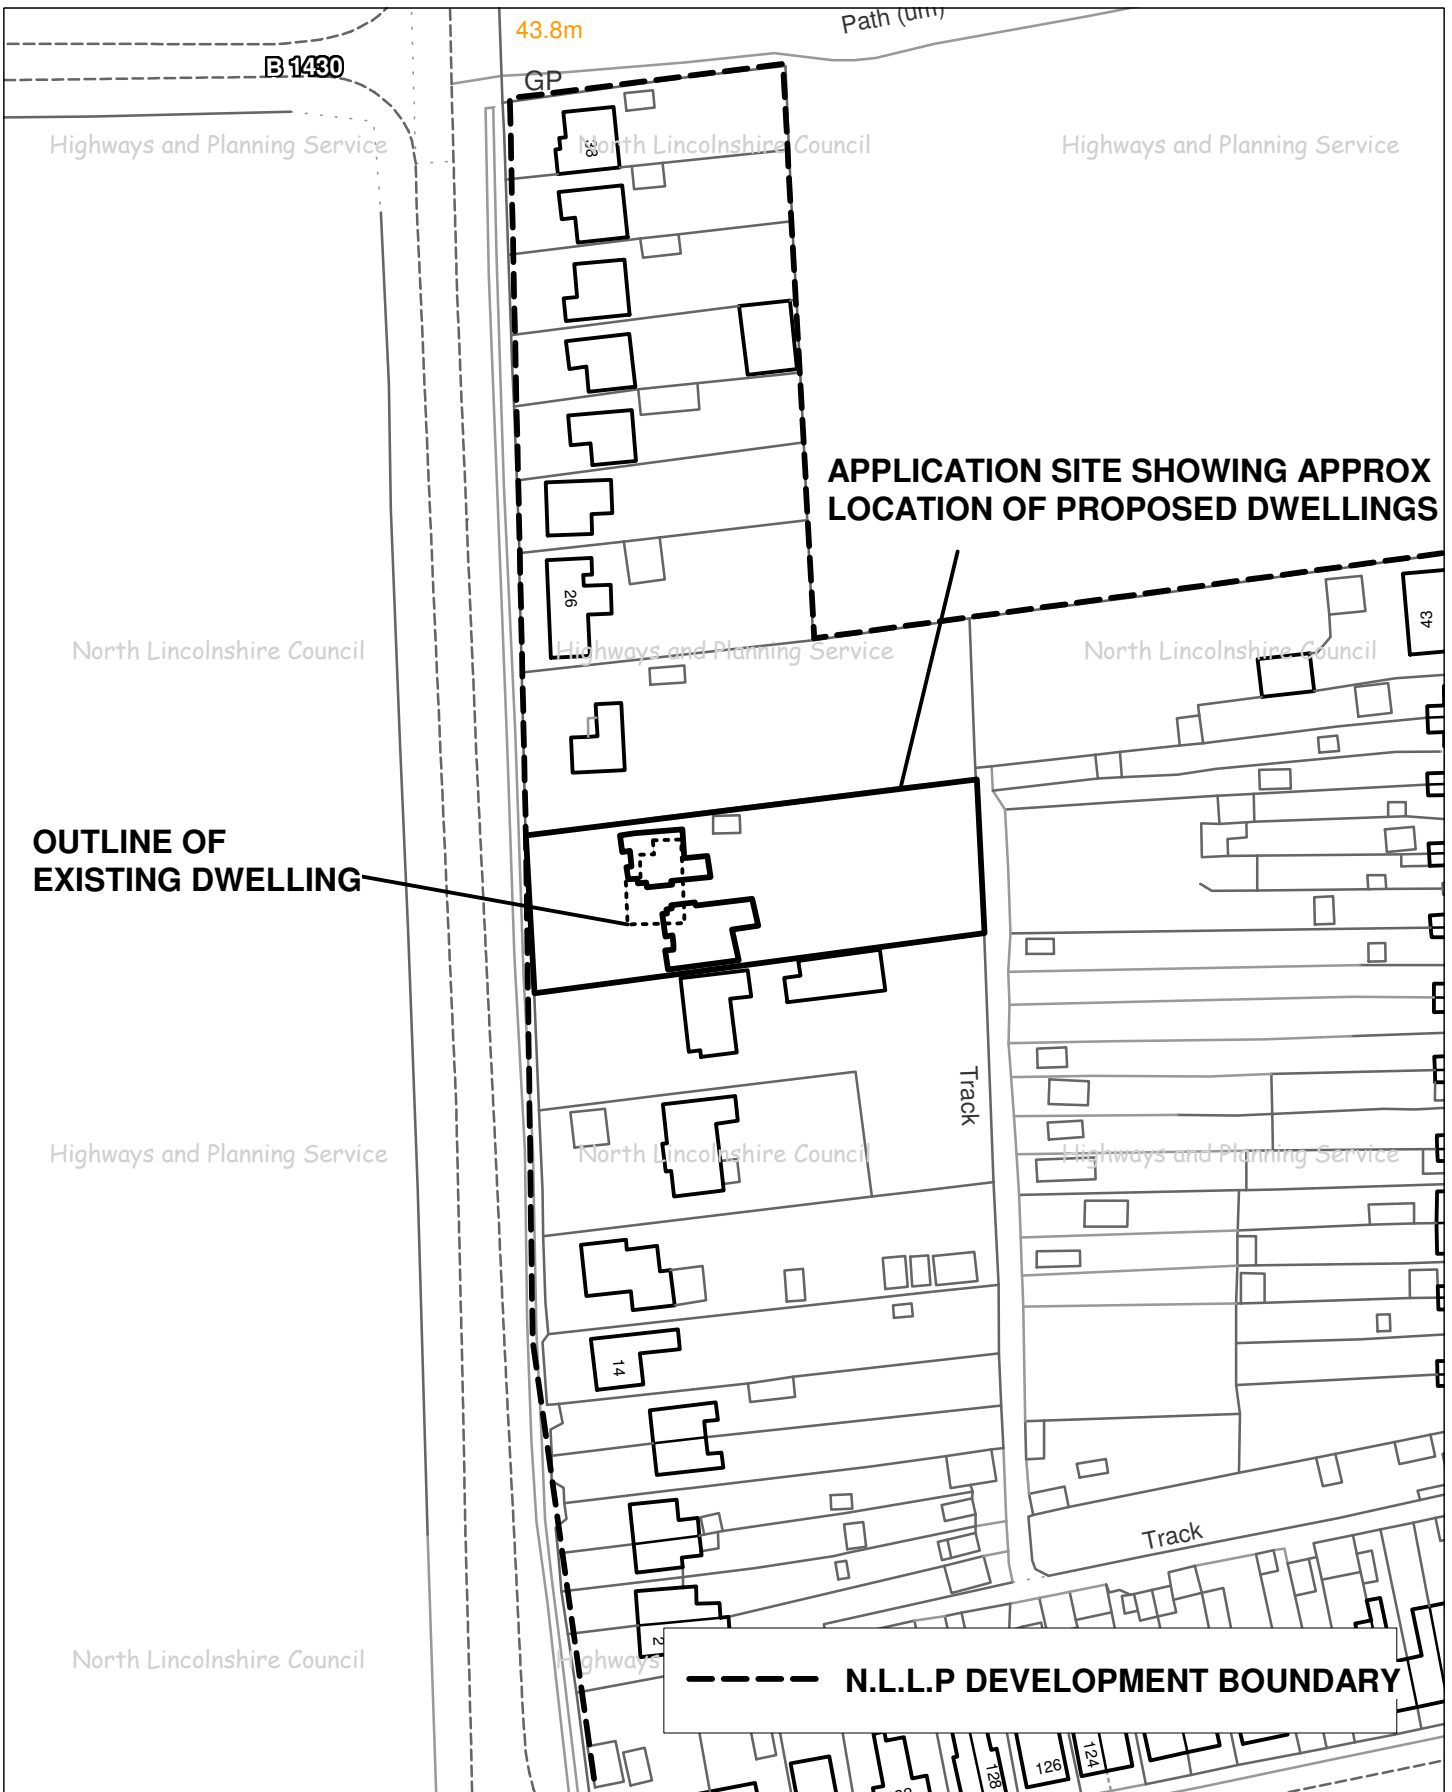 43.8m
Path (um)
B 1430
GP
Highways and Planning Service
North Lincolnshire Council
Highways and Planning Service
38
APPLICATION SITE SHOWING APPROX
LOCATION OF PROPOSED DWELLINGS
26
43
North Lincolnshire Council
Highways and Planning Service
North Lincolnshire Council
OUTLINE OF
EXISTING DWELLING
Track
Highways and Planning Service
North Lincolnshire Council
Highways and Planning Service
14
Track
2
North Lincolnshire Council
Highways
N.L.L.P DEVELOPMENT BOUNDARY
128
126
124